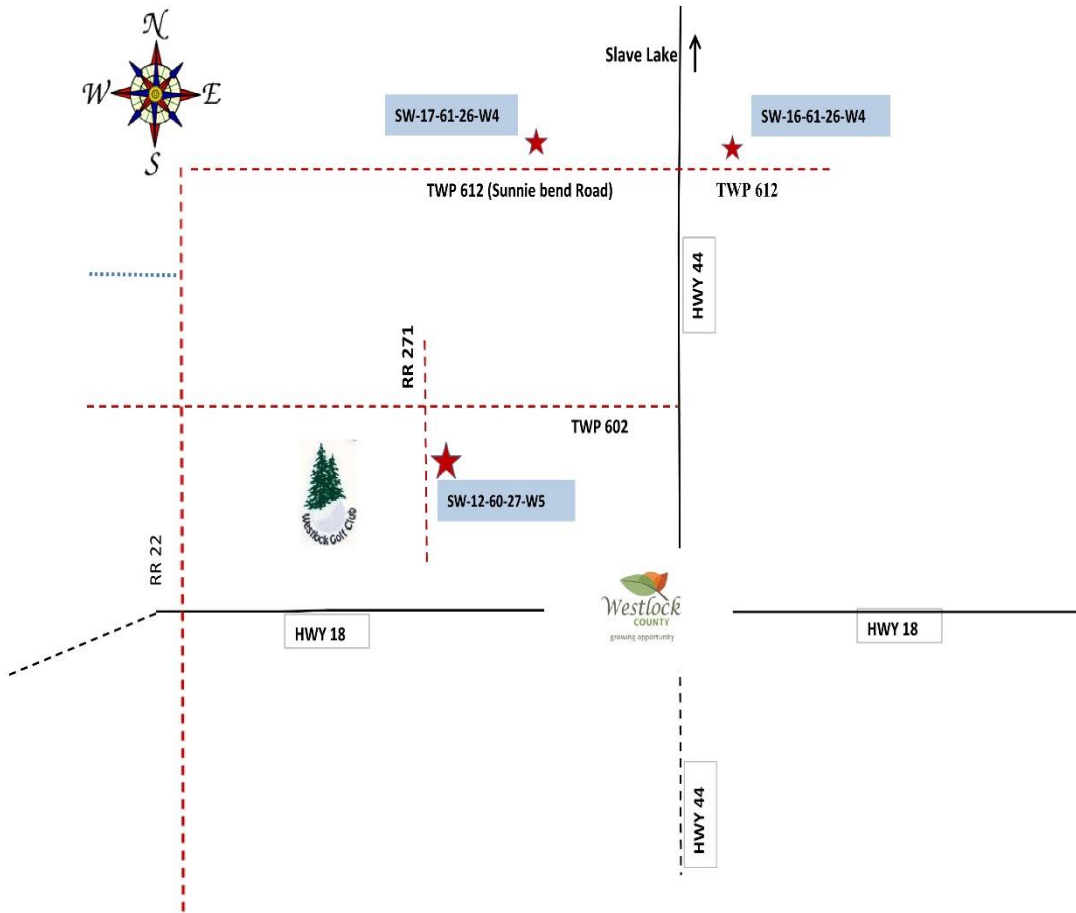 N
W
E
S
Slave Lake
SW-17-61-26-W4
SW-16-61-26-W4
TWP 612 (Sunnie bend Road)
TWP 612
HWY 44
RR 271
TWP 602
SW-12-60-27-W5
Westlock Golf Club
RR 22
HWY 18
Westlock
COUNTY
growing opportunity
HWY 18
HWY 44